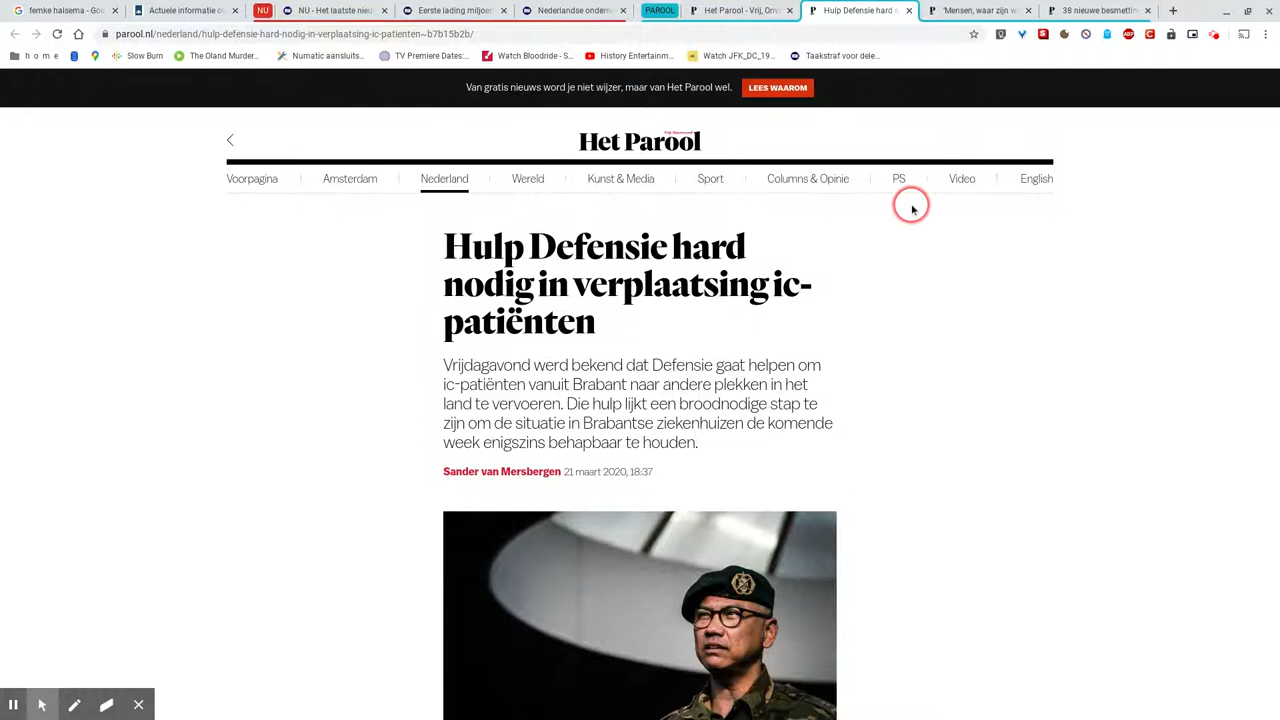 femke halsema - Goo
Actuele informatie ov
NU
NU - Het laatste nieu
Eerste lading miljoen
Nederlandse onderne
PAROOL
Het Parool - Vrij, Onv
Hulp Defensie hard n
'Mensen, waar zijn w
38 nieuwe besmettin
parool.nl/nederland/hulp-defensie-hard-nodig-in-verplaatsing-ic-patienten~b7b15b2b/
h o m e
Slow Burn
The Oland Murder...
Numatic aansluits...
TV Premiere Dates:...
Watch Bloodride - S...
History Entertainm...
Watch JFK_DC_19...
Taakstraf voor dele...
Van gratis nieuws word je niet wijzer, maar van Het Parool wel. LEES WAAROM
Het Parool
Voorpagina Amsterdam Nederland Wereld Kunst & Media Sport Columns & Opinie PS Video English
Hulp Defensie hard
nodig in verplaatsing ic-
patiënten
Vrijdagavond werd bekend dat Defensie gaat helpen om
ic-patiënten vanuit Brabant naar andere plekken in het
land te vervoeren. Die hulp lijkt een broodnodige stap te
zijn om de situatie in Brabantse ziekenhuizen de komende
week enigszins behapbaar te houden.
Sander van Mersbergen 21 maart 2020, 18:37